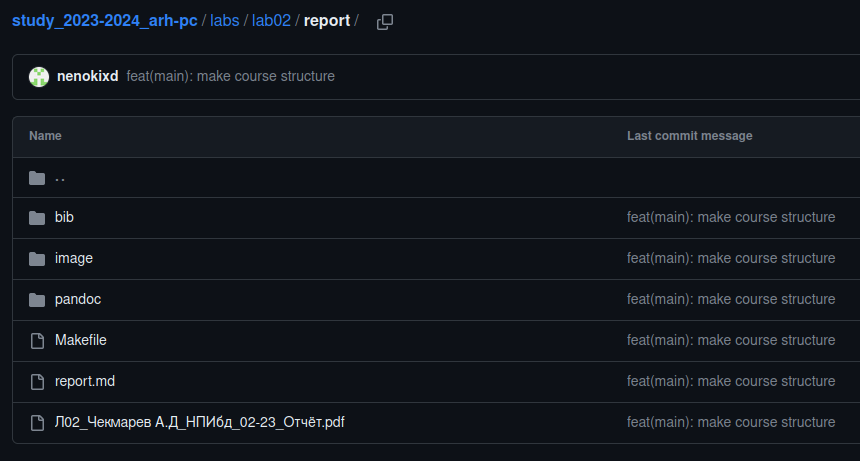 study_2023-2024_arh-pc / labs / lab02 / report /
nenokixd feat(main): make course structure
Name Last commit message
..
bib feat(main): make course structure
image feat(main): make course structure
pandoc feat(main): make course structure
Makefile feat(main): make course structure
report.md feat(main): make course structure
Л02_Чекмарев А.Д_НПИбд_02-23_Отчёт.pdf feat(main): make course structure